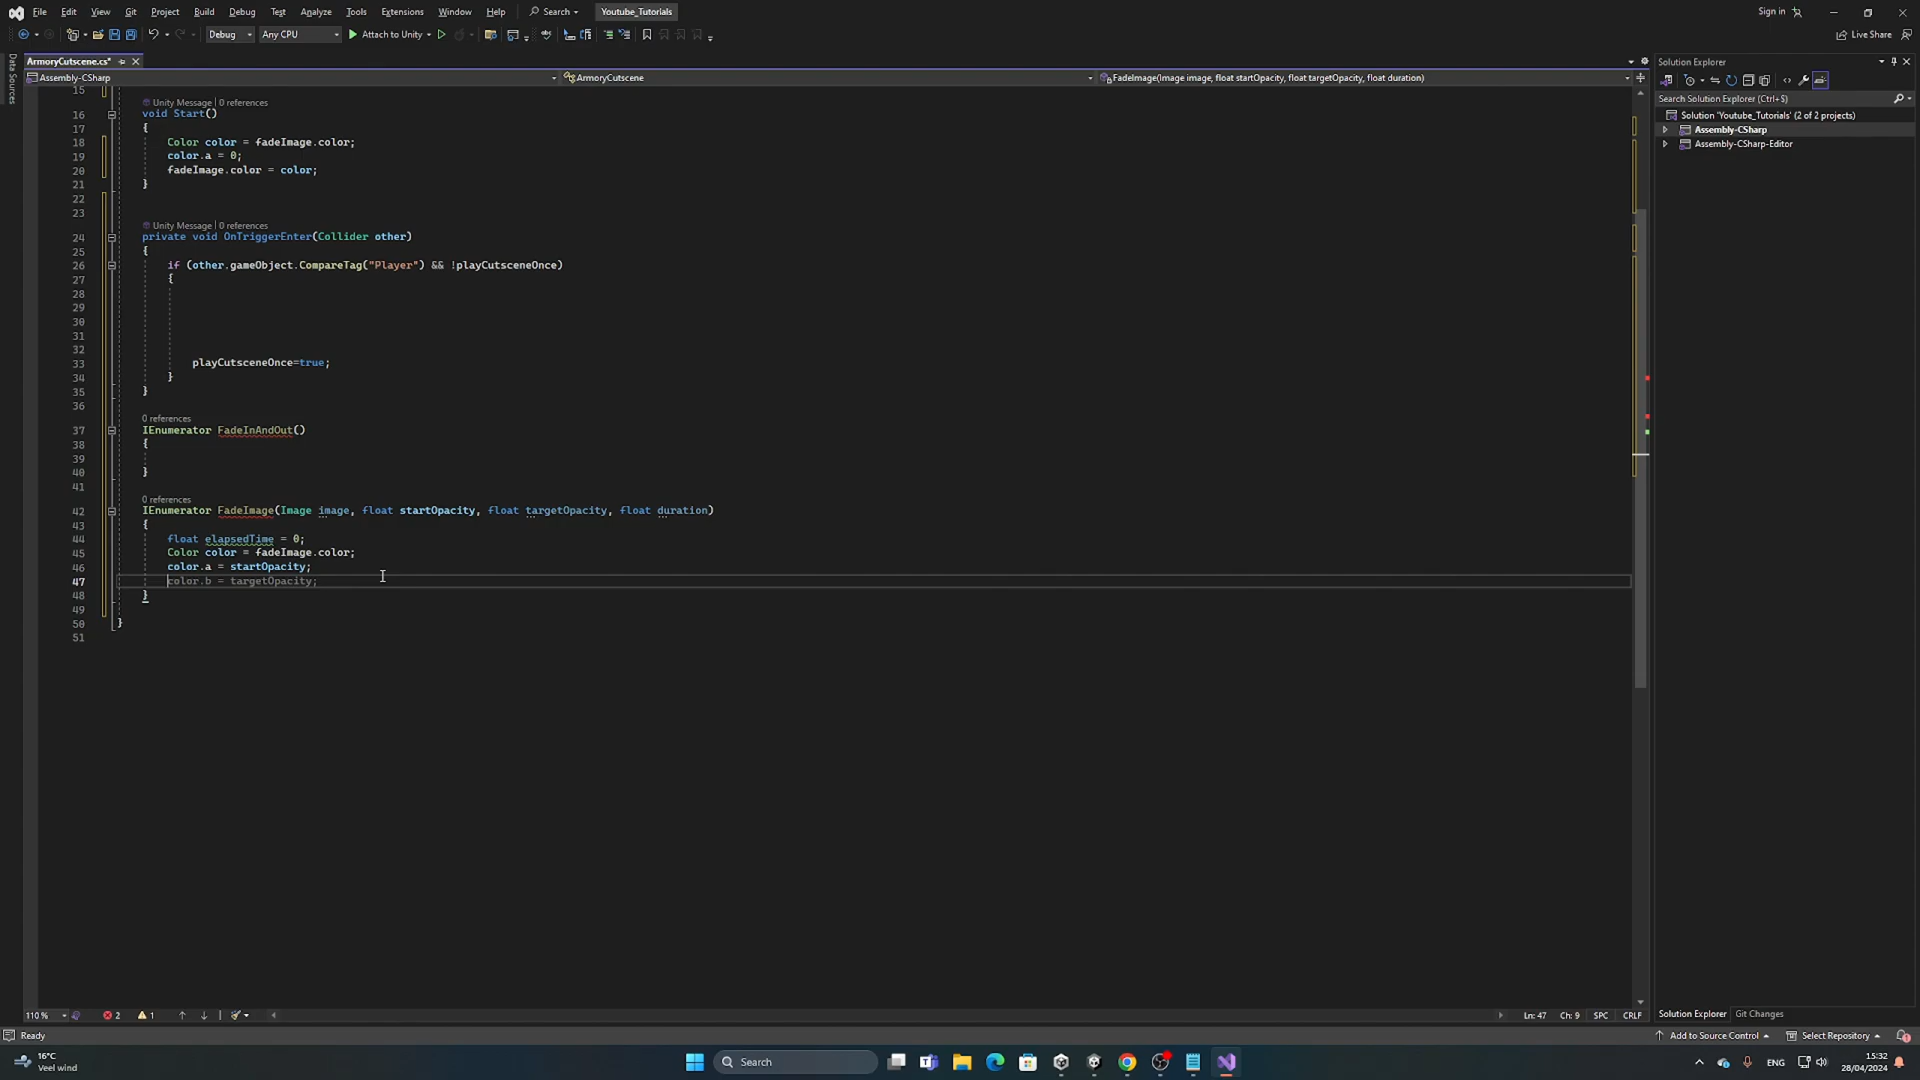 File Edit View Git Project Build Debug Test Analyze Tools Extensions Window Help Search Youtube_Tutorials Sign in
Debug Any CPU Attach to Unity Live Share
Data Sources
ArmoryCutscene.cs*
Assembly-CSharp ArmoryCutscene FadeImage(Image image, float startOpacity, float targetOpacity, float duration)
15
Unity Message | 0 references
16 void Start()
17 {
18 Color color = fadeImage.color;
19 color.a = 0;
20 fadeImage.color = color;
21 }
22
23
Unity Message | 0 references
24 private void OnTriggerEnter(Collider other)
25 {
26 if (other.gameObject.CompareTag("Player") && !playCutsceneOnce)
27 {
28
29
30
31
32
33 playCutsceneOnce=true;
34 }
35 }
36
0 references
37 IEnumerator FadeInAndOut()
38 {
39
40 }
41
0 references
42 IEnumerator FadeImage(Image image, float startOpacity, float targetOpacity, float duration)
43 {
44 float elapsedTime = 0;
45 Color color = fadeImage.color;
46 color.a = startOpacity;
47 color.b = targetOpacity;
48 }
49
50 }
51
110 % 2 1 Ln: 47 Ch: 9 SPC CRLF
Solution Explorer
Search Solution Explorer (Ctrl+$)
Solution 'Youtube_Tutorials' (2 of 2 projects)
Assembly-CSharp
Assembly-CSharp-Editor
Solution Explorer Git Changes
Ready Add to Source Control Select Repository
16°C
Veel wind
Search
ENG
15:32
28/04/2024